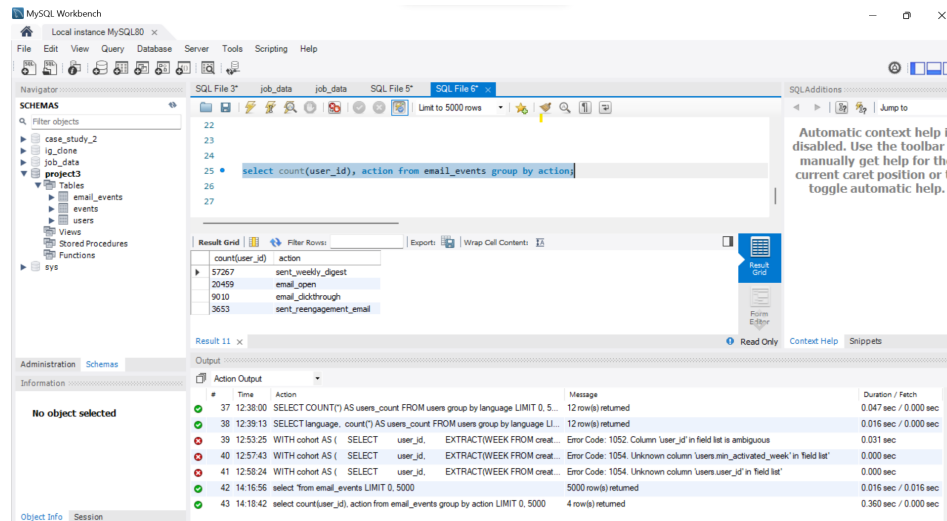 MySQL Workbench
Local instance MySQL80
File Edit View Query Database Server Tools Scripting Help
Navigator
SCHEMAS
Filter objects
case_study_2
ig_clone
job_data
project3
Tables
email_events
events
users
Views
Stored Procedures
Functions
sys
Administration Schemas
Information
No object selected
Object Info Session
SQL File 3* job_data job_data SQL File 5* SQL File 6*
Limit to 5000 rows
22
23
24
25 select count(user_id), action from email_events group by action;
26
27
Result Grid Filter Rows: Export: Wrap Cell Content:
count(user_id) action
57267 sent_weekly_digest
20459 email_open
9010 email_clickthrough
3653 sent_reengagement_email
Result
Grid
Form
Editor
Result 11 Read Only
Output
Action Output
# Time Action Message Duration / Fetch
37 12:38:00 SELECT COUNT(*) AS users_count FROM users group by language LIMIT 0, 5... 12 row(s) returned 0.047 sec / 0.000 sec
38 12:39:13 SELECT language, count(*) AS users_count FROM users group by language LI... 12 row(s) returned 0.016 sec / 0.000 sec
39 12:53:25 WITH cohort AS ( SELECT user_id, EXTRACT(WEEK FROM creat... Error Code: 1052. Column 'user_id' in field list is ambiguous 0.031 sec
40 12:57:43 WITH cohort AS ( SELECT user_id, EXTRACT(WEEK FROM creat... Error Code: 1054. Unknown column 'users.min_activated_week' in 'field list' 0.000 sec
41 12:58:24 WITH cohort AS ( SELECT user_id, EXTRACT(WEEK FROM creat... Error Code: 1054. Unknown column 'users.user_id' in 'field list' 0.000 sec
42 14:16:56 select *from email_events LIMIT 0, 5000 5000 row(s) returned 0.016 sec / 0.016 sec
43 14:18:42 select count(user_id), action from email_events group by action LIMIT 0, 5000 4 row(s) returned 0.360 sec / 0.000 sec
SQLAdditions
Jump to
Automatic context help i
disabled. Use the toolbar
manually get help for the
current caret position or t
toggle automatic help.
Context Help Snippets